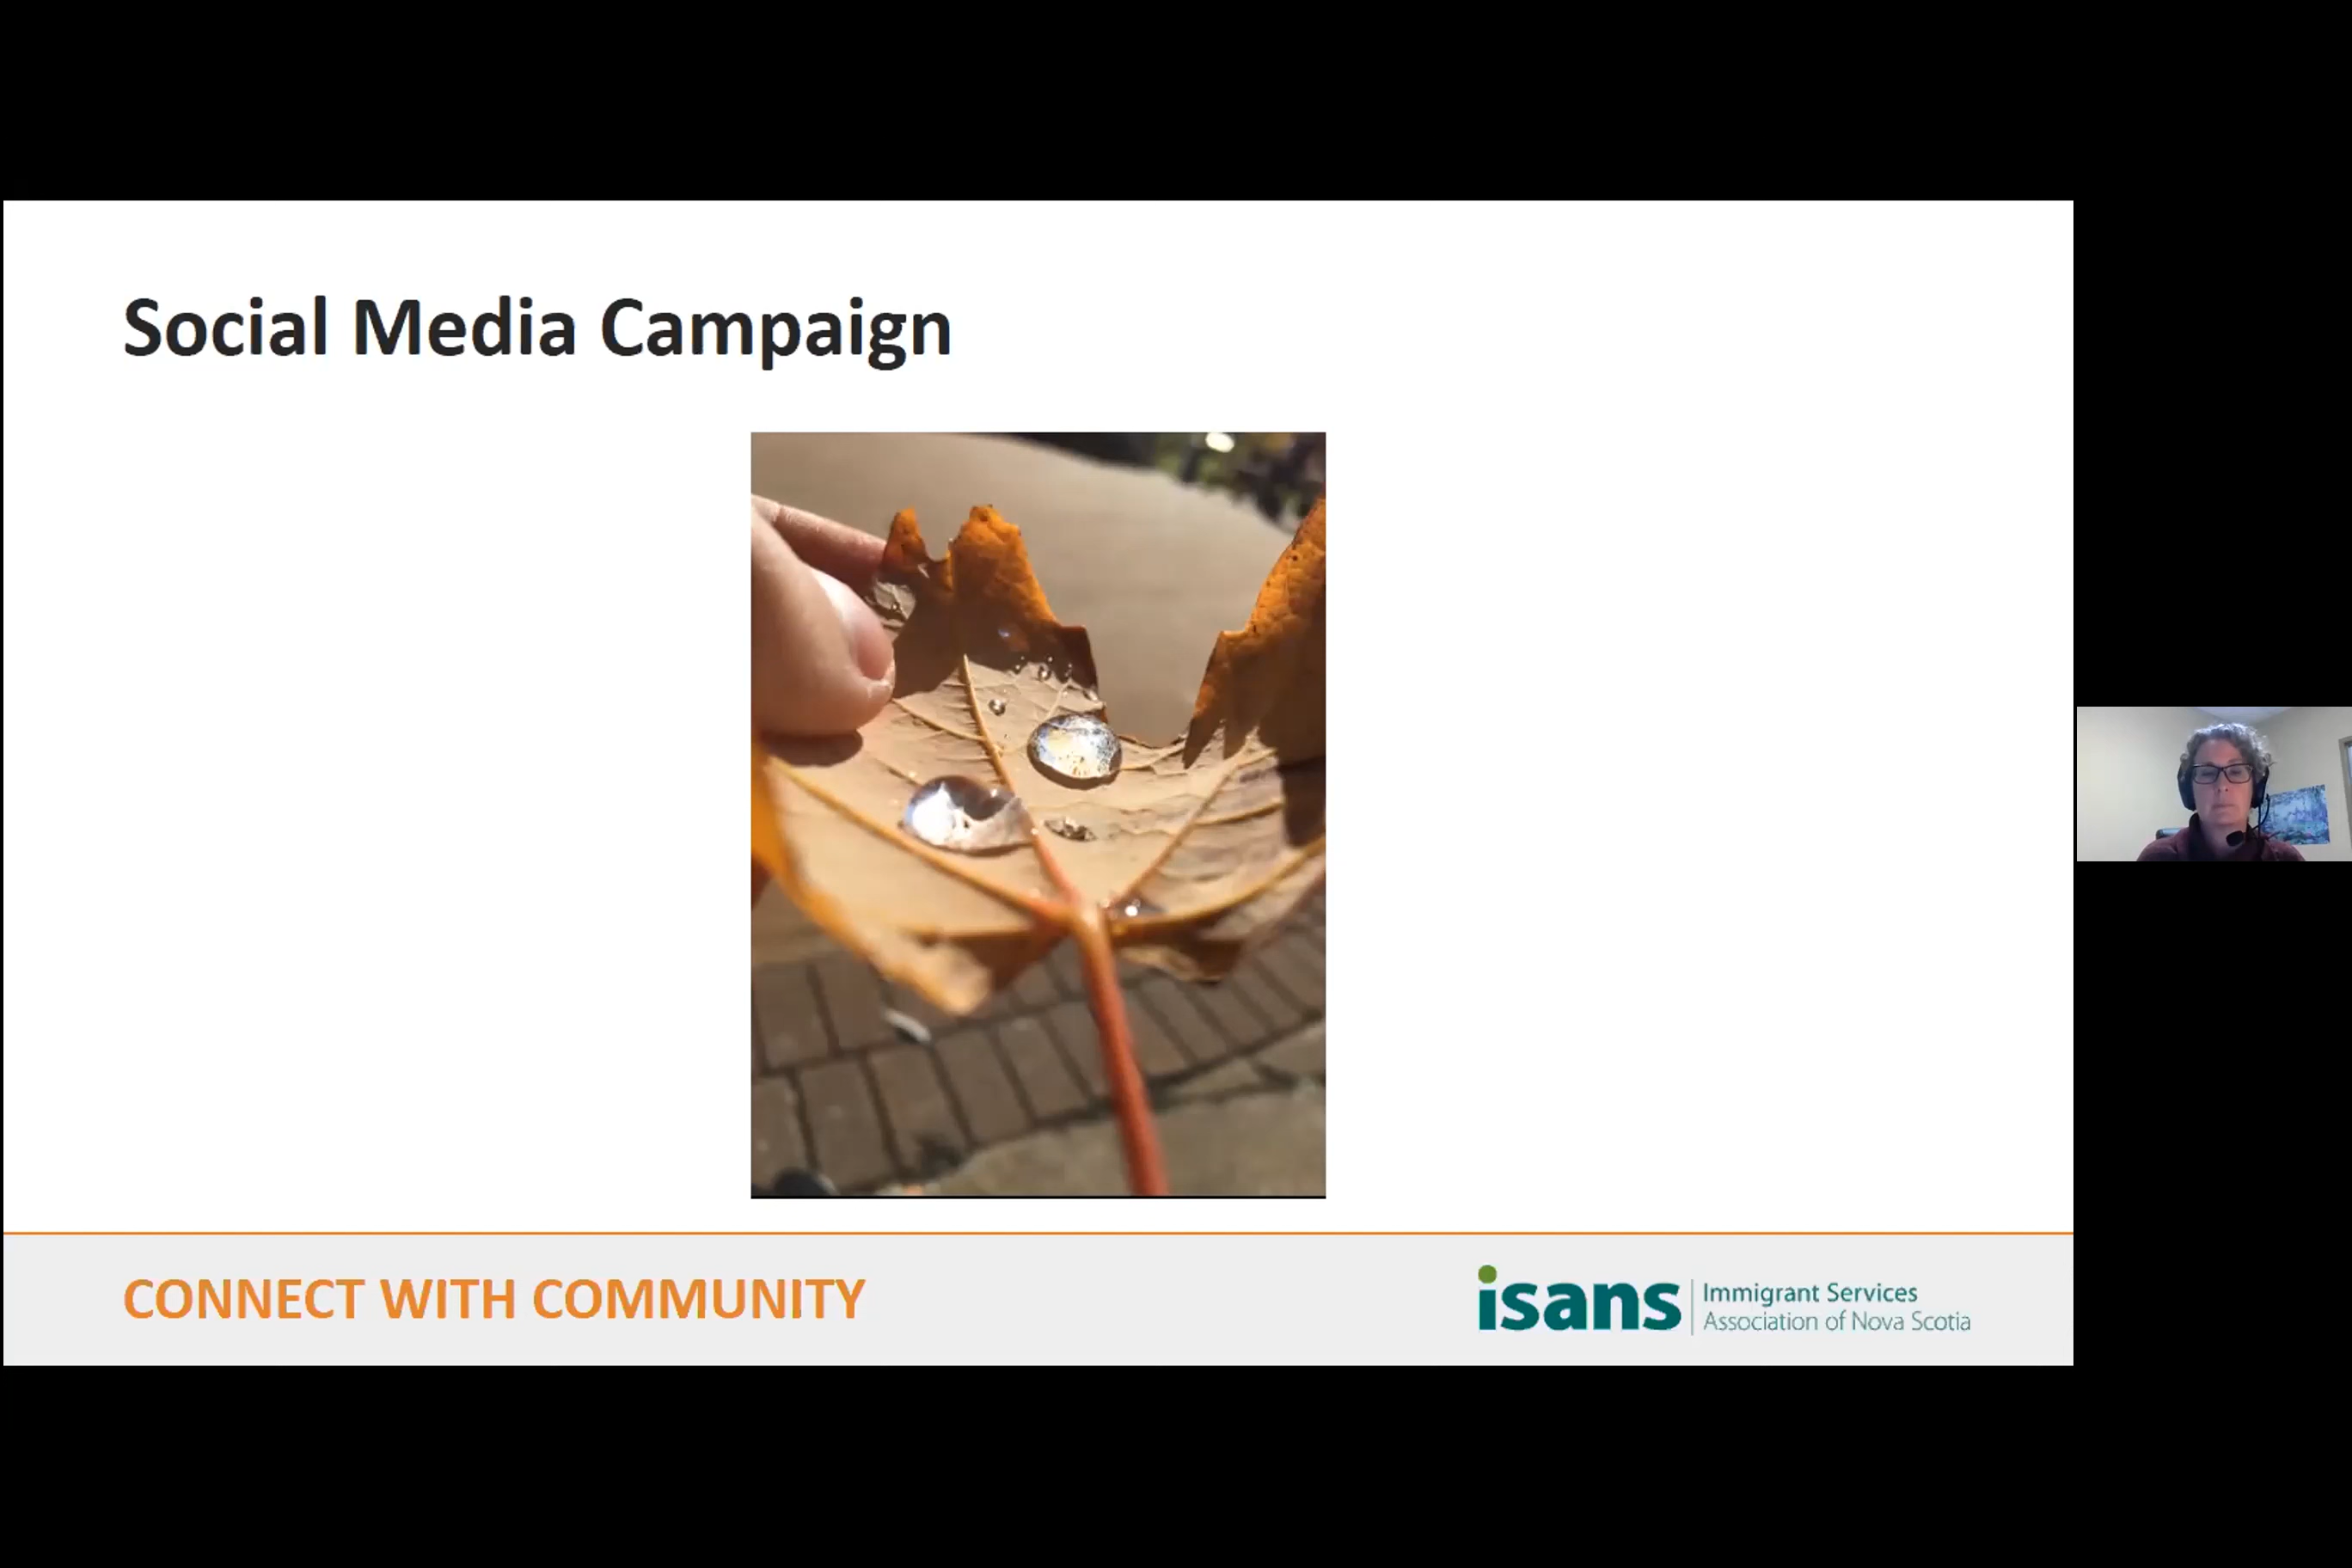 Social Media Campaign
CONNECT WITH COMMUNITY
isans
Immigrant Services
Association of Nova Scotia